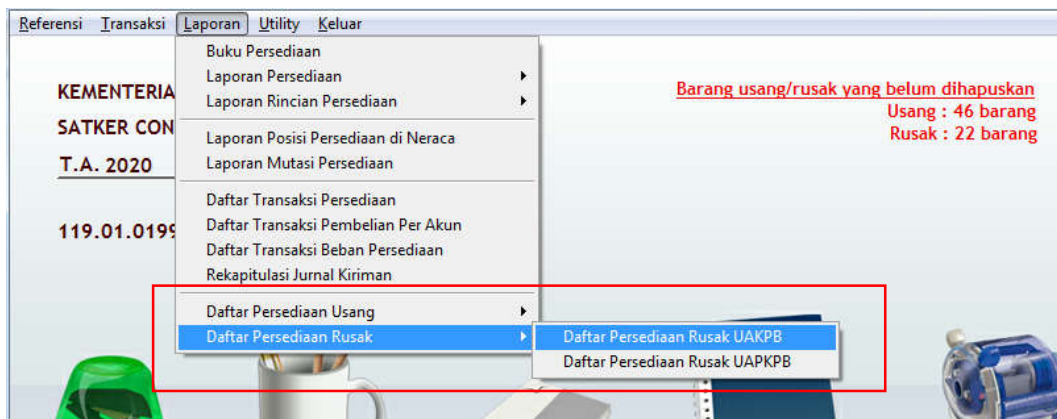 Referensi Transaksi Laporan Utility Keluar
Buku Persediaan
Laporan Persediaan
Laporan Rincian Persediaan
Laporan Posisi Persediaan di Neraca
Laporan Mutasi Persediaan
Daftar Transaksi Persediaan
Daftar Transaksi Pembelian Per Akun
Daftar Transaksi Beban Persediaan
Rekapitulasi Jurnal Kiriman
Daftar Persediaan Usang
Daftar Persediaan Rusak
Daftar Persediaan Rusak UAKPB
Daftar Persediaan Rusak UAPKPB
KEMENTERIA
SATKER CON
T.A. 2020
119.01.0199
Barang usang/rusak yang belum dihapuskan
Usang : 46 barang
Rusak : 22 barang